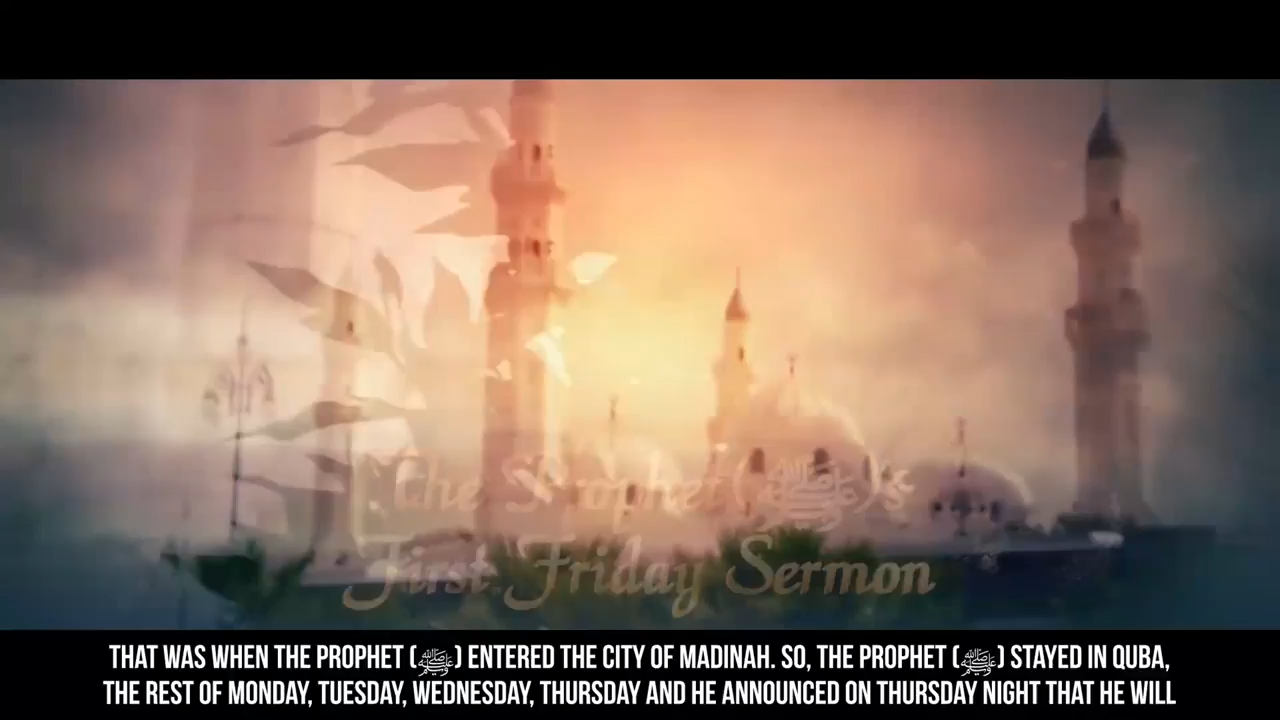 The Prophet (ﷺ)'s
First Friday Sermon
THAT WAS WHEN THE PROPHET (ﷺ) ENTERED THE CITY OF MADINAH. SO, THE PROPHET (ﷺ) STAYED IN QUBA,
THE REST OF MONDAY, TUESDAY, WEDNESDAY, THURSDAY AND HE ANNOUNCED ON THURSDAY NIGHT THAT HE WILL